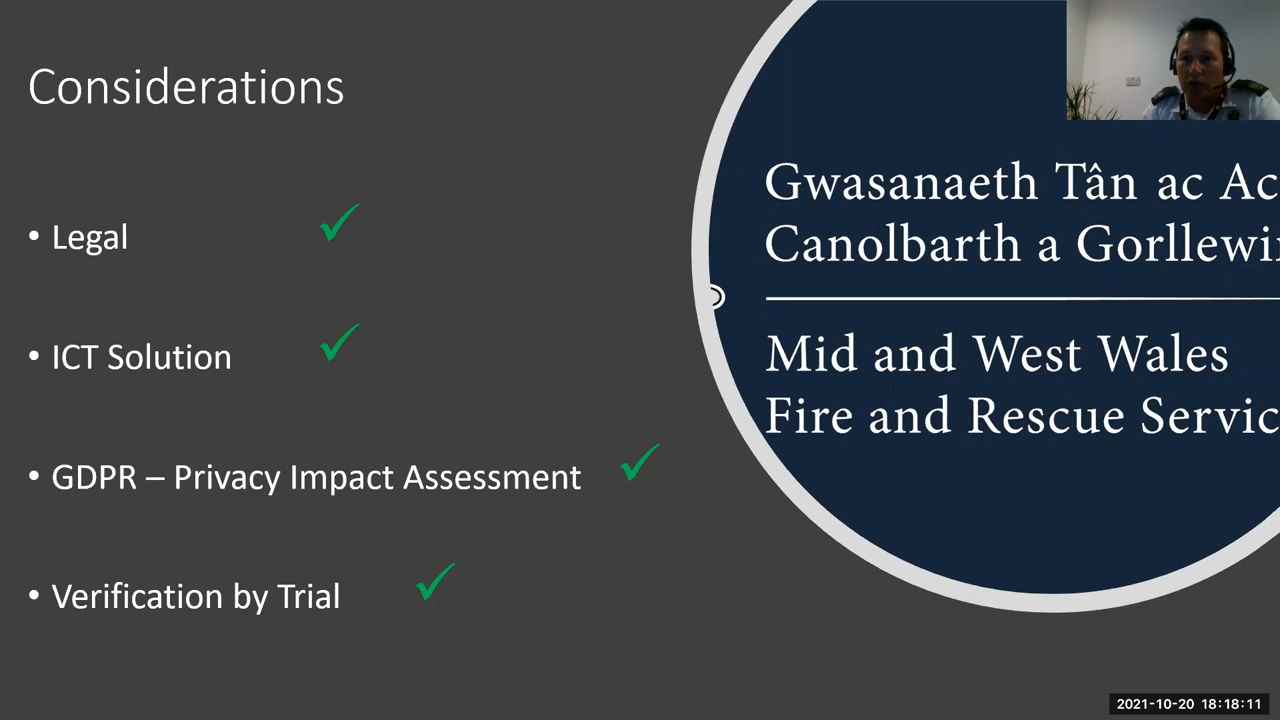 Considerations
• Legal
• ICT Solution
• GDPR – Privacy Impact Assessment
• Verification by Trial
Gwasanaeth Tân ac Ac
Canolbarth a Gorllewi
Mid and West Wales
Fire and Rescue Servic
2021-10-20 18:18:11